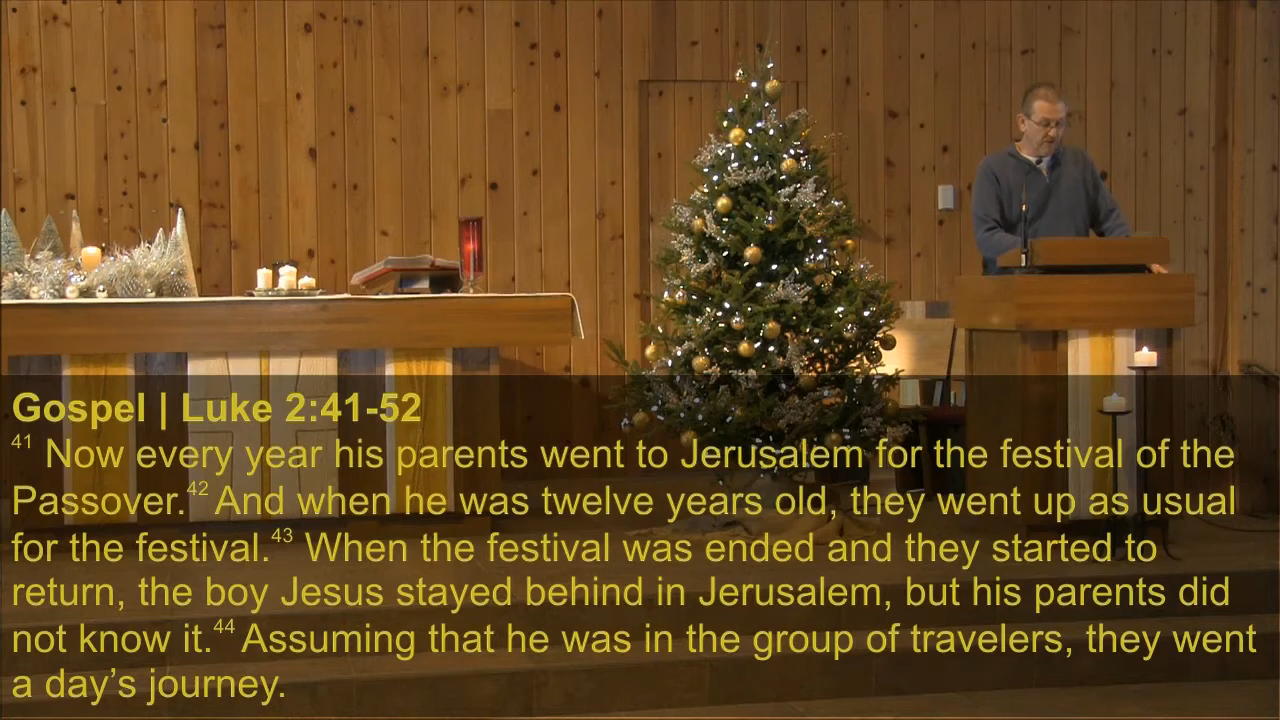 Gospel | Luke 2:41-52
41 Now every year his parents went to Jerusalem for the festival of the
Passover.42 And when he was twelve years old, they went up as usual
for the festival.43 When the festival was ended and they started to
return, the boy Jesus stayed behind in Jerusalem, but his parents did
not know it.44 Assuming that he was in the group of travelers, they went
a day’s journey.